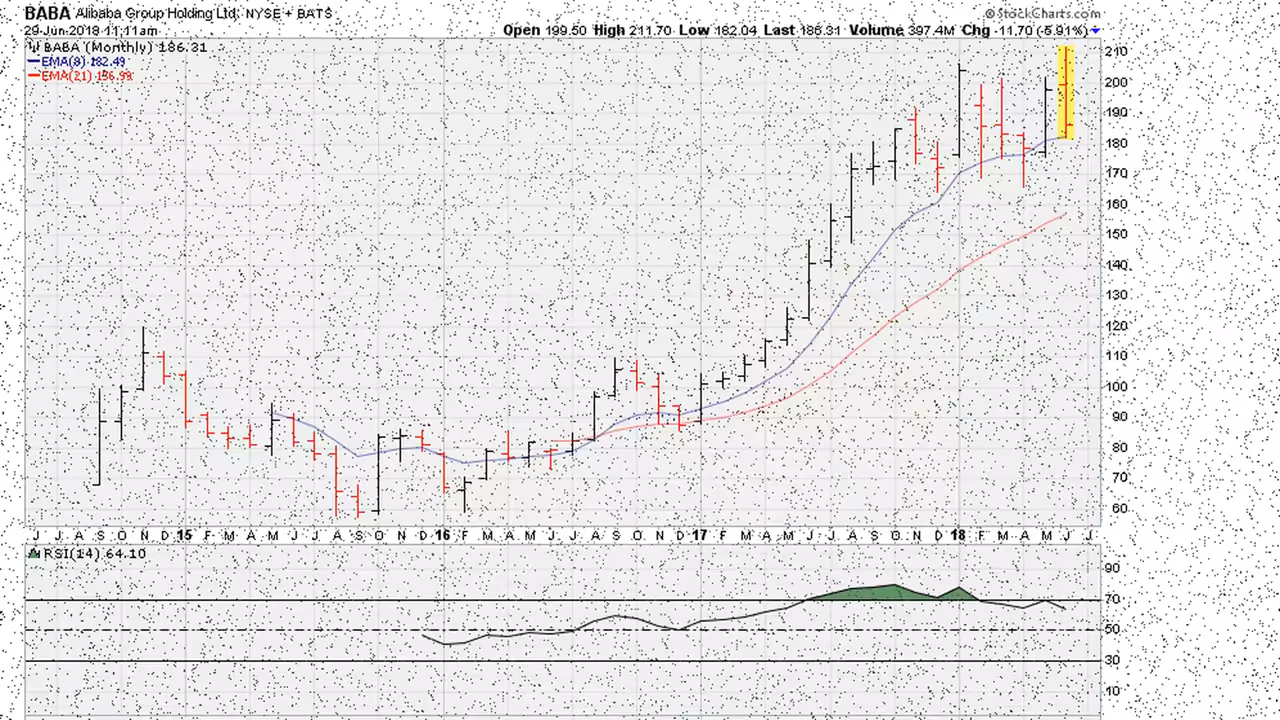 BABA Alibaba Group Holding Ltd. NYSE + BATS
© StockCharts.com
29-Jun-2018 11:11am
Open 199.50 High 211.70 Low 182.04 Last 186.31 Volume 397.4M Chg -11.70 (-5.91%)
BABA (Monthly) 186.31
EMA(8) 182.49
EMA(21) 156.99
210
200
190
180
170
160
150
140
130
120
110
100
90
80
70
60
J J A S O N D 15 F M A M J J A S O N D 16 F M A M J J A S O N D 17 F M A M J J A S O N D 18 F M A M J J
RSI(14) 64.10
90
70
50
30
10